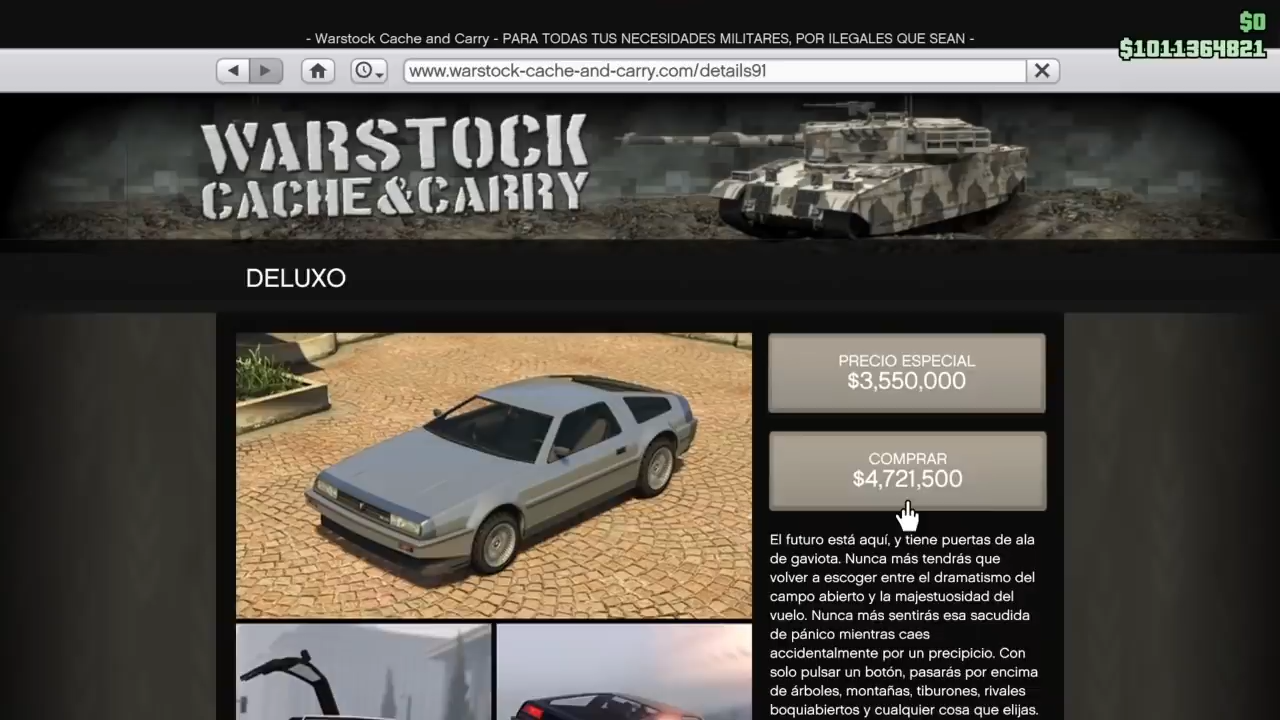 - Warstock Cache and Carry - PARA TODAS TUS NECESIDADES MILITARES, POR ILEGALES QUE SEAN -
$0
$1011364821
www.warstock-cache-and-carry.com/details91
WARSTOCK
CACHE&CARRY
DELUXO
PRECIO ESPECIAL
$3,550,000
COMPRAR
$4,721,500
El futuro está aquí, y tiene puertas de ala
de gaviota. Nunca más tendrás que
volver a escoger entre el dramatismo del
campo abierto y la majestuosidad del
vuelo. Nunca más sentirás esa sacudida
de pánico mientras caes
accidentalmente por un precipicio. Con
solo pulsar un botón, pasarás por encima
de árboles, montañas, tiburones, rivales
boquiabiertos y cualquier cosa que elijas.